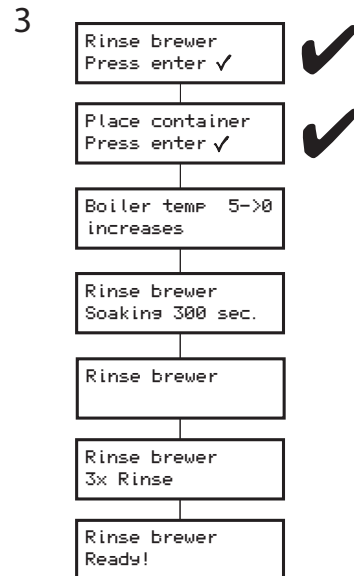 3
Rinse brewer
Press enter ✓
Place container
Press enter ✓
Boiler temp 5->0
increases
Rinse brewer
Soaking 300 sec.
Rinse brewer
Rinse brewer
3x Rinse
Rinse brewer
Ready!